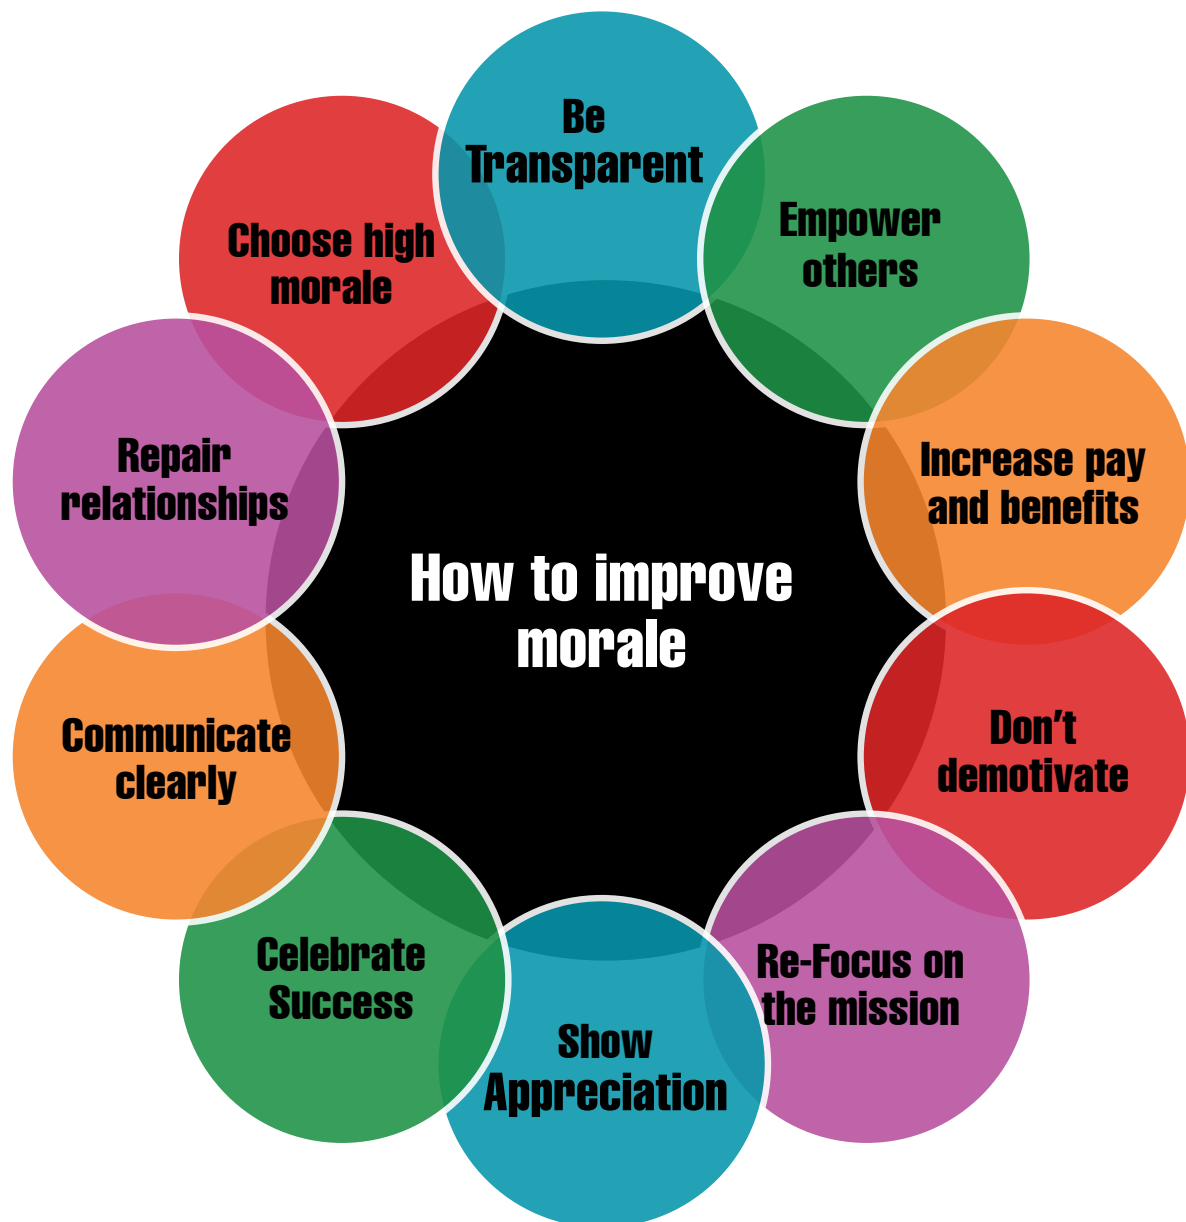 Be
Transparent
Empower
others
Increase pay
and benefits
Don't
demotivate
Re-Focus on
the mission
Show
Appreciation
Celebrate
Success
Communicate
clearly
Repair
relationships
Choose high
morale
How to improve
morale